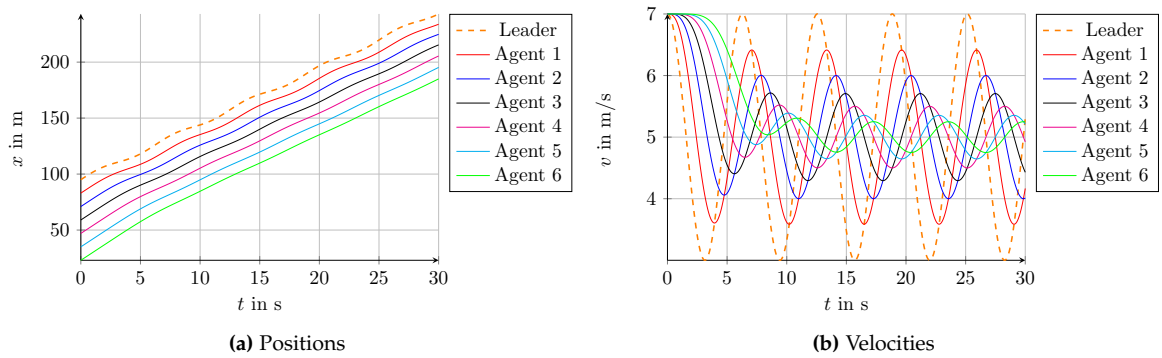 200
150
100
50
x in m
0 5 10 15 20 25 30
t in s
Leader
Agent 1
Agent 2
Agent 3
Agent 4
Agent 5
Agent 6
(a) Positions
7
6
5
4
v in m/s
0 5 10 15 20 25 30
t in s
Leader
Agent 1
Agent 2
Agent 3
Agent 4
Agent 5
Agent 6
(b) Velocities